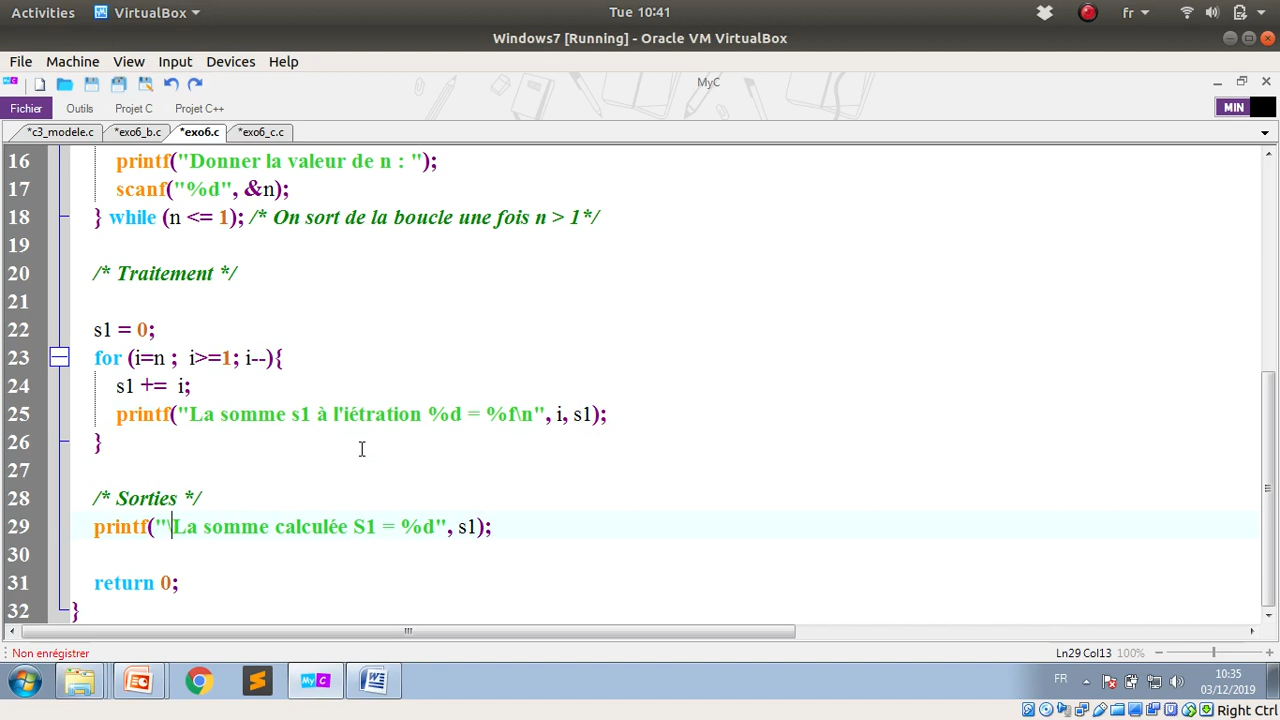 Activities VirtualBox Tue 10:41 fr
Windows7 [Running] - Oracle VM VirtualBox
File Machine View Input Devices Help
MyC
Fichier Outils Projet C Projet C++ MIN
*c3_modele.c *exo6_b.c *exo6.c *exo6_c.c
16 printf("Donner la valeur de n : ");
17 scanf("%d", &n);
18 } while (n <= 1); /* On sort de la boucle une fois n > 1*/
19
20 /* Traitement */
21
22 s1 = 0;
23 for (i=n ; i>=1; i--){
24 s1 += i;
25 printf("La somme s1 à l'iétration %d = %f\n", i, s1);
26 }
27
28 /* Sorties */
29 printf("\La somme calculée S1 = %d", s1);
30
31 return 0;
32 }
Non enrégistrer Ln29 Col13 100%
MyC FR 10:35
03/12/2019
Right Ctrl